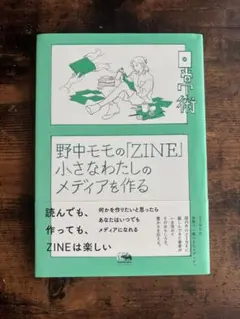 日常術
野中モモの「ZINE」
小さなわたしの
メディアを作る
読んでも、
作っても、
ZINEは楽しい
何かを作りたいと思ったら
あなたはいつでも
メディアになれる